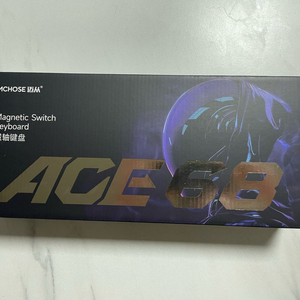 MCHOSE 迈从
Magnetic Switch
Keyboard
磁轴键盘
ACE 68